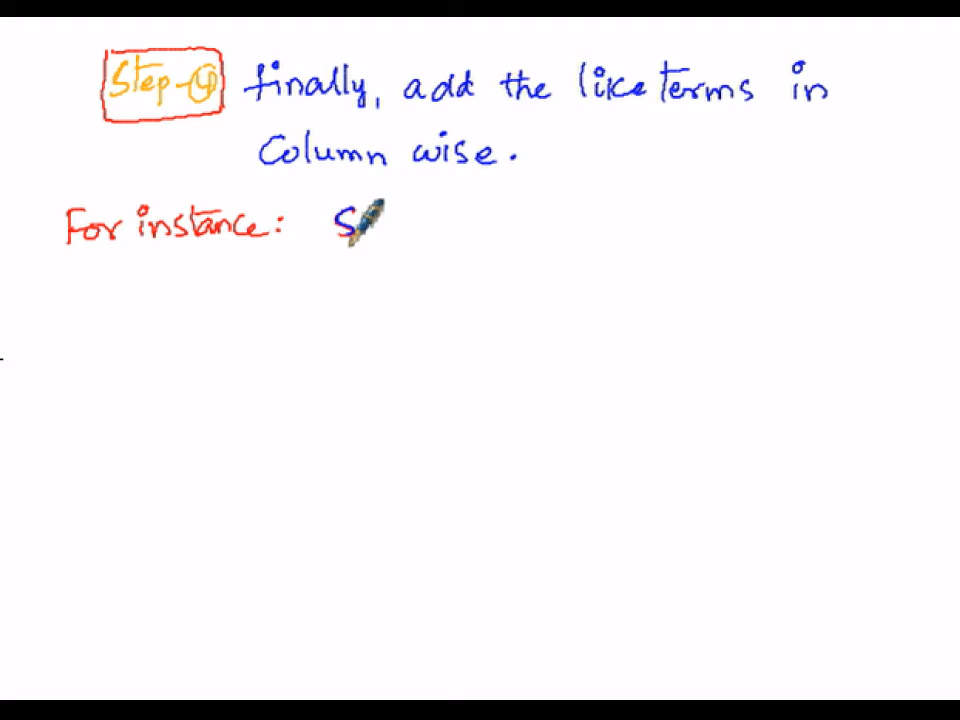 Step-4 finally, add the like terms in
Column wise.
For instance: S